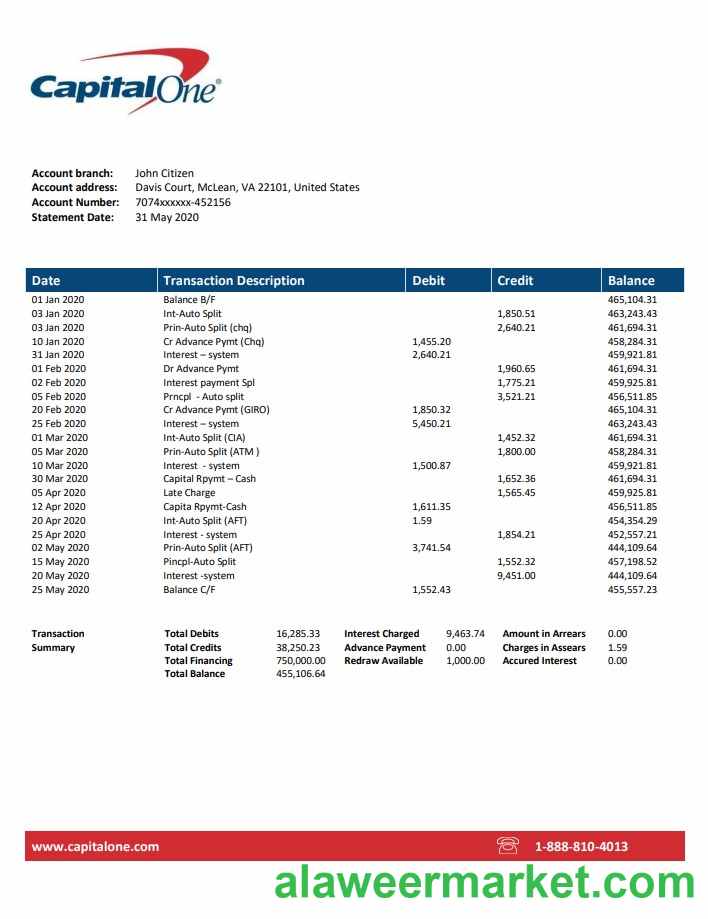 CapitalOne®
Account branch: John Citizen
Account address: Davis Court, McLean, VA 22101, United States
Account Number: 7074xxxxxx-452156
Statement Date: 31 May 2020
Date Transaction Description Debit Credit Balance
01 Jan 2020 Balance B/F 465,104.31
03 Jan 2020 Int-Auto Split 1,850.51 463,243.43
03 Jan 2020 Prin-Auto Split (chq) 2,640.21 461,694.31
10 Jan 2020 Cr Advance Pymt (Chq) 1,455.20 458,284.31
31 Jan 2020 Interest – system 2,640.21 459,921.81
01 Feb 2020 Dr Advance Pymt 1,960.65 461,694.31
02 Feb 2020 Interest payment Spl 1,775.21 459,925.81
05 Feb 2020 Prncpl - Auto split 3,521.21 456,511.85
20 Feb 2020 Cr Advance Pymt (GIRO) 1,850.32 465,104.31
25 Feb 2020 Interest – system 5,450.21 463,243.43
01 Mar 2020 Int-Auto Split (CIA) 1,452.32 461,694.31
05 Mar 2020 Prin-Auto Split (ATM ) 1,800.00 458,284.31
10 Mar 2020 Interest - system 1,500.87 459,921.81
30 Mar 2020 Capital Rpymt – Cash 1,652.36 461,694.31
05 Apr 2020 Late Charge 1,565.45 459,925.81
12 Apr 2020 Capita Rpymt-Cash 1,611.35 456,511.85
20 Apr 2020 Int-Auto Split (AFT) 1.59 454,354.29
25 Apr 2020 Interest - system 1,854.21 452,557.21
02 May 2020 Prin-Auto Split (AFT) 3,741.54 444,109.64
15 May 2020 Pincpl-Auto Split 1,552.32 457,198.52
20 May 2020 Interest -system 9,451.00 444,109.64
25 May 2020 Balance C/F 1,552.43 455,557.23
Transaction Total Debits 16,285.33 Interest Charged 9,463.74 Amount in Arrears 0.00
Summary Total Credits 38,250.23 Advance Payment 0.00 Charges in Assears 1.59
Total Financing 750,000.00 Redraw Available 1,000.00 Accured Interest 0.00
Total Balance 455,106.64
www.capitalone.com 1-888-810-4013
alaweermarket.com